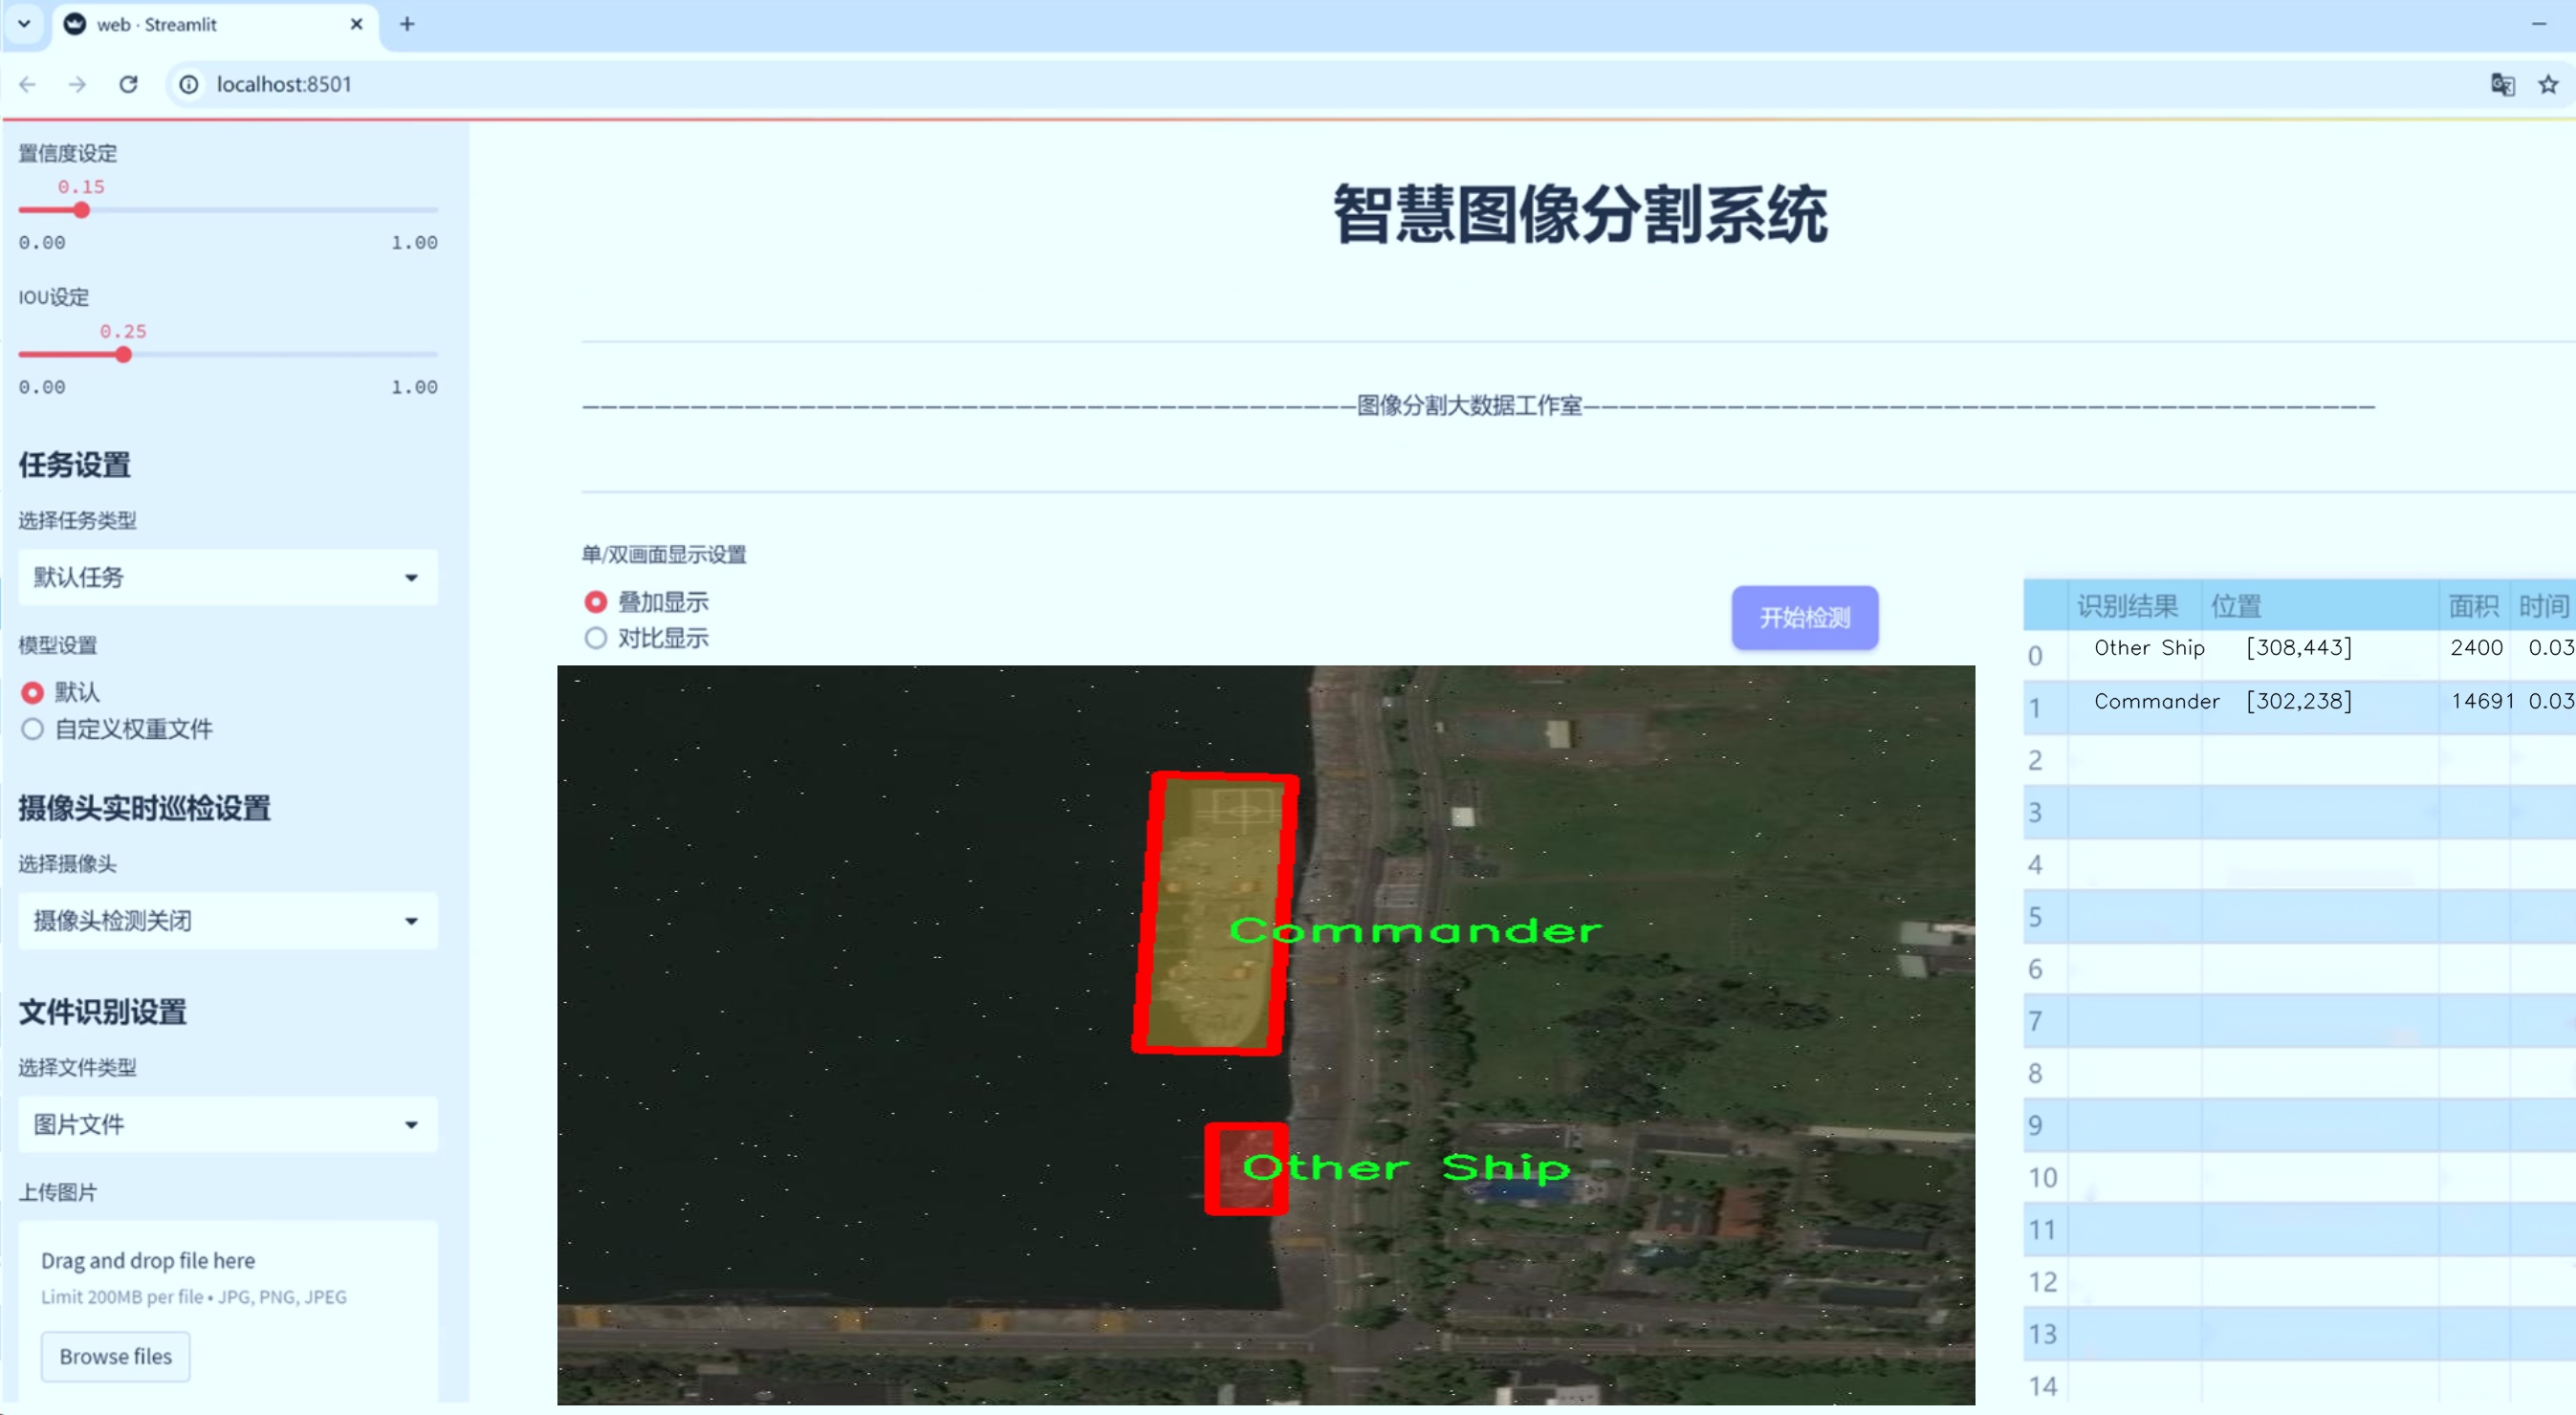 web · Streamlit
localhost:8501
置信度设定
0.15
0.00 1.00
IOU设定
0.25
0.00 1.00
任务设置
选择任务类型
默认任务
模型设置
默认
自定义权重文件
摄像头实时巡检设置
选择摄像头
摄像头检测关闭
文件识别设置
选择文件类型
图片文件
上传图片
Drag and drop file here
Limit 200MB per file • JPG, PNG, JPEG
Browse files
智慧图像分割系统
图像分割大数据工作室
单/双画面显示设置
叠加显示
对比显示
开始检测
Commander
Other Ship
识别结果 位置 面积 时间
0 Other Ship [308,443] 2400 0.03
1 Commander [302,238] 14691 0.03
2
3
4
5
6
7
8
9
10
11
12
13
14